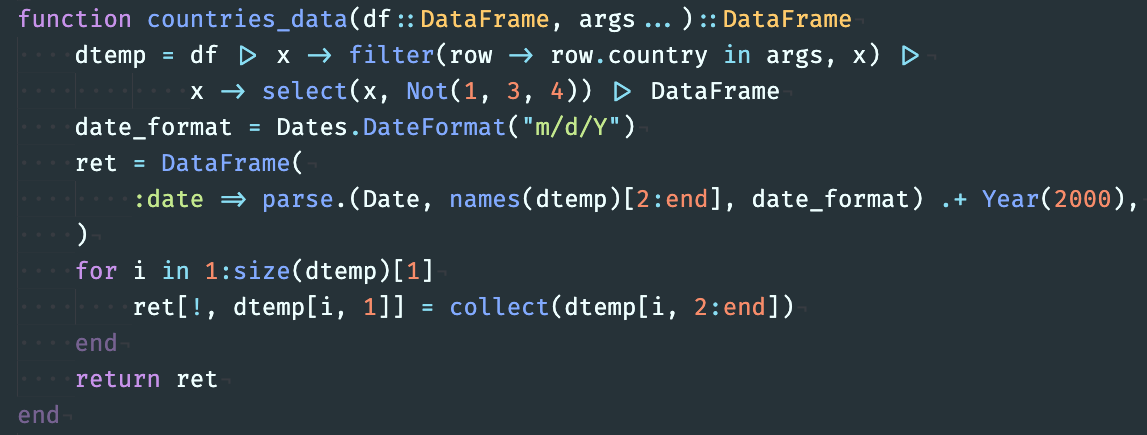 function countries_data(df::DataFrame, args...)::DataFrame
    dtemp = df |> x -> filter(row -> row.country in args, x) |>
            x -> select(x, Not(1, 3, 4)) |> DataFrame
    date_format = Dates.DateFormat("m/d/Y")
    ret = DataFrame(
        :date => parse.(Date, names(dtemp)[2:end], date_format) .+ Year(2000),
    )
    for i in 1:size(dtemp)[1]
        ret[!, dtemp[i, 1]] = collect(dtemp[i, 2:end])
    end
    return ret
end